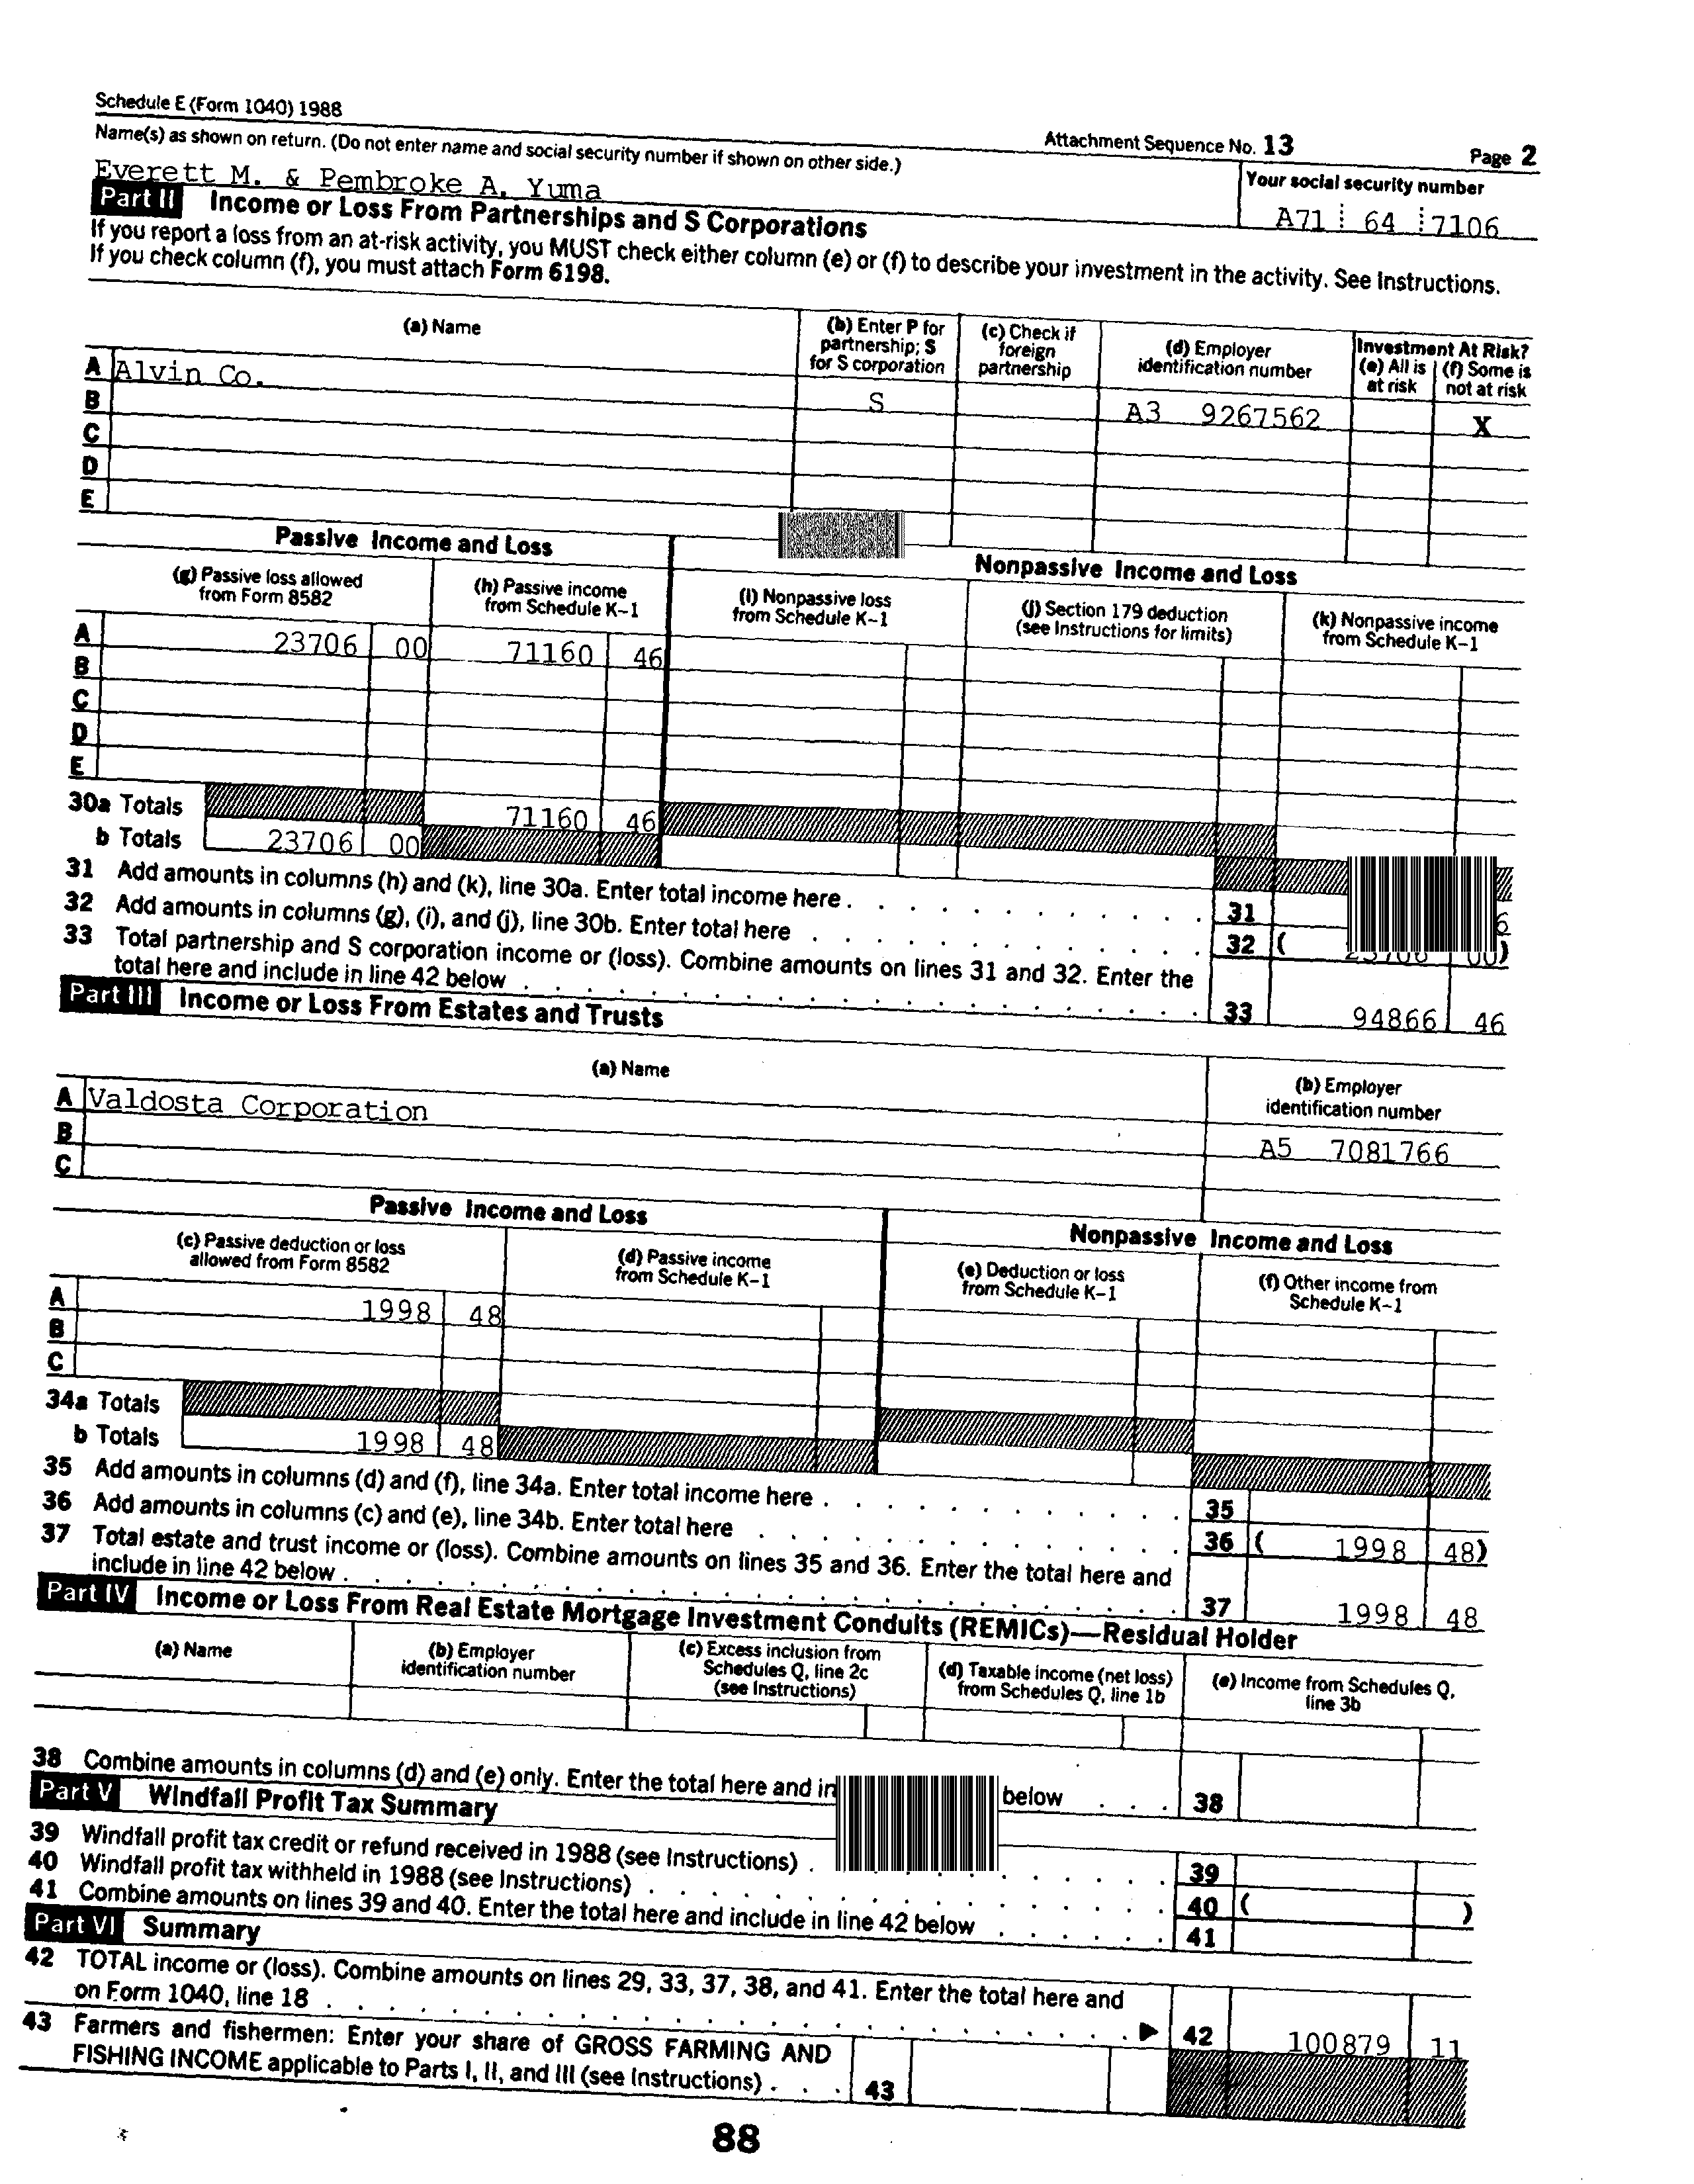 Schedule E (Form 1040) 1988
Attachment Sequence No. 13
Page 2
Name(s) as shown on return. (Do not enter name and social security number if shown on other side.)
Your social security number
Everett M. & Pembroke A. Yuma
A71 64 7106
Part II Income or Loss From Partnerships and S Corporations
If you report a loss from an at-risk activity, you MUST check either column (e) or (f) to describe your investment in the activity. See Instructions.
If you check column (f), you must attach Form 6198.
(a) Name
(b) Enter P for partnership; S for S corporation
(c) Check if foreign partnership
(d) Employer identification number
Investment At Risk?
(e) All is at risk
(f) Some is not at risk
A Alvin Co. S A3 9267562 X
B
C
D
E
Passive Income and Loss
Nonpassive Income and Loss
(g) Passive loss allowed from Form 8582
(h) Passive income from Schedule K–1
(i) Nonpassive loss from Schedule K–1
(j) Section 179 deduction (see Instructions for limits)
(k) Nonpassive income from Schedule K–1
A 23706 00 71160 46
B
C
D
E
30a Totals 71160 46
b Totals 23706 00
31 Add amounts in columns (h) and (k), line 30a. Enter total income here . . . 31 6
32 Add amounts in columns (g), (i), and (j), line 30b. Enter total here . . . 32 ( 23706 00)
33 Total partnership and S corporation income or (loss). Combine amounts on lines 31 and 32. Enter the
total here and include in line 42 below . . . 33 94866 46
Part III Income or Loss From Estates and Trusts
(a) Name
(b) Employer identification number
A Valdosta Corporation A5 7081766
B
C
Passive Income and Loss
Nonpassive Income and Loss
(c) Passive deduction or loss allowed from Form 8582
(d) Passive income from Schedule K–1
(e) Deduction or loss from Schedule K–1
(f) Other income from Schedule K–1
A 1998 48
B
C
34a Totals
b Totals 1998 48
35 Add amounts in columns (d) and (f), line 34a. Enter total income here . . . 35
36 Add amounts in columns (c) and (e), line 34b. Enter total here . . . 36 ( 1998 48)
37 Total estate and trust income or (loss). Combine amounts on lines 35 and 36. Enter the total here and
include in line 42 below . . . 37 1998 48
Part IV Income or Loss From Real Estate Mortgage Investment Conduits (REMICs)—Residual Holder
(a) Name
(b) Employer identification number
(c) Excess inclusion from Schedules Q, line 2c (see Instructions)
(d) Taxable income (net loss) from Schedules Q, line 1b
(e) Income from Schedules Q, line 3b
38 Combine amounts in columns (d) and (e) only. Enter the total here and in below . . . 38
Part V Windfall Profit Tax Summary
39 Windfall profit tax credit or refund received in 1988 (see Instructions) . . . 39
40 Windfall profit tax withheld in 1988 (see Instructions) . . . 40 ( )
41 Combine amounts on lines 39 and 40. Enter the total here and include in line 42 below . . . 41
Part VI Summary
42 TOTAL income or (loss). Combine amounts on lines 29, 33, 37, 38, and 41. Enter the total here and
on Form 1040, line 18 . . . ▶ 42 100879 11
43 Farmers and fishermen: Enter your share of GROSS FARMING AND
FISHING INCOME applicable to Parts I, II, and III (see Instructions) . . . 43
88